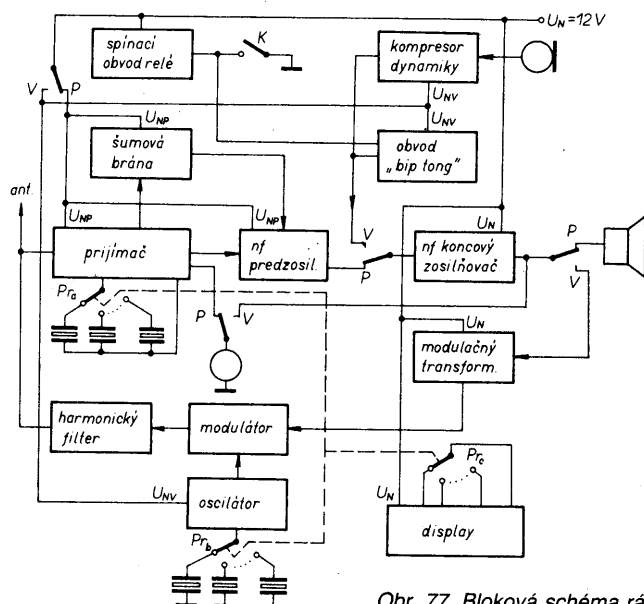 U_N = 12 V
spínací
obvod relé
K
kompresor
dynamiky
V
P
U_NV
U_NP
U_NV
šumová
brána
obvod
„bip tong"
ant.
U_NP
U_NP
V
U_N
P
prijímač
nf
predzosil.
P
nf koncový
zosilňovač
V
Pr_a
P
V
U_N
modulačný
transform.
harmonický
filter
modulátor
Pr_c
U_NV
oscilátor
U_N
display
Pr_b
Obr. 77. Bloková schéma